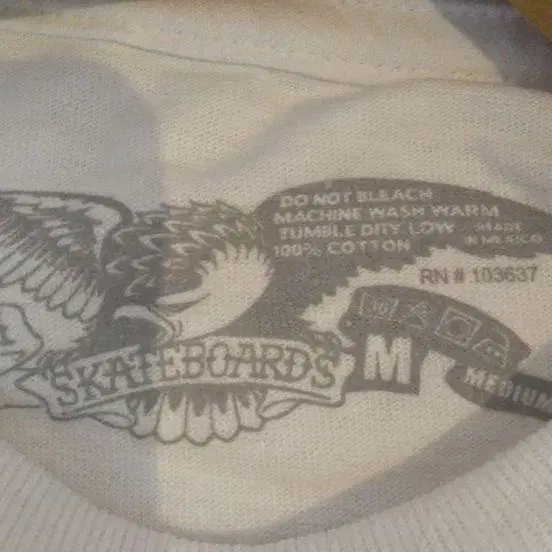 DO NOT BLEACH
MACHINE WASH WARM
TUMBLE DRY LOW
100% COTTON
MADE
IN MEXICO
RN # 103637
SKATEBOARDS
M
MEDIUM